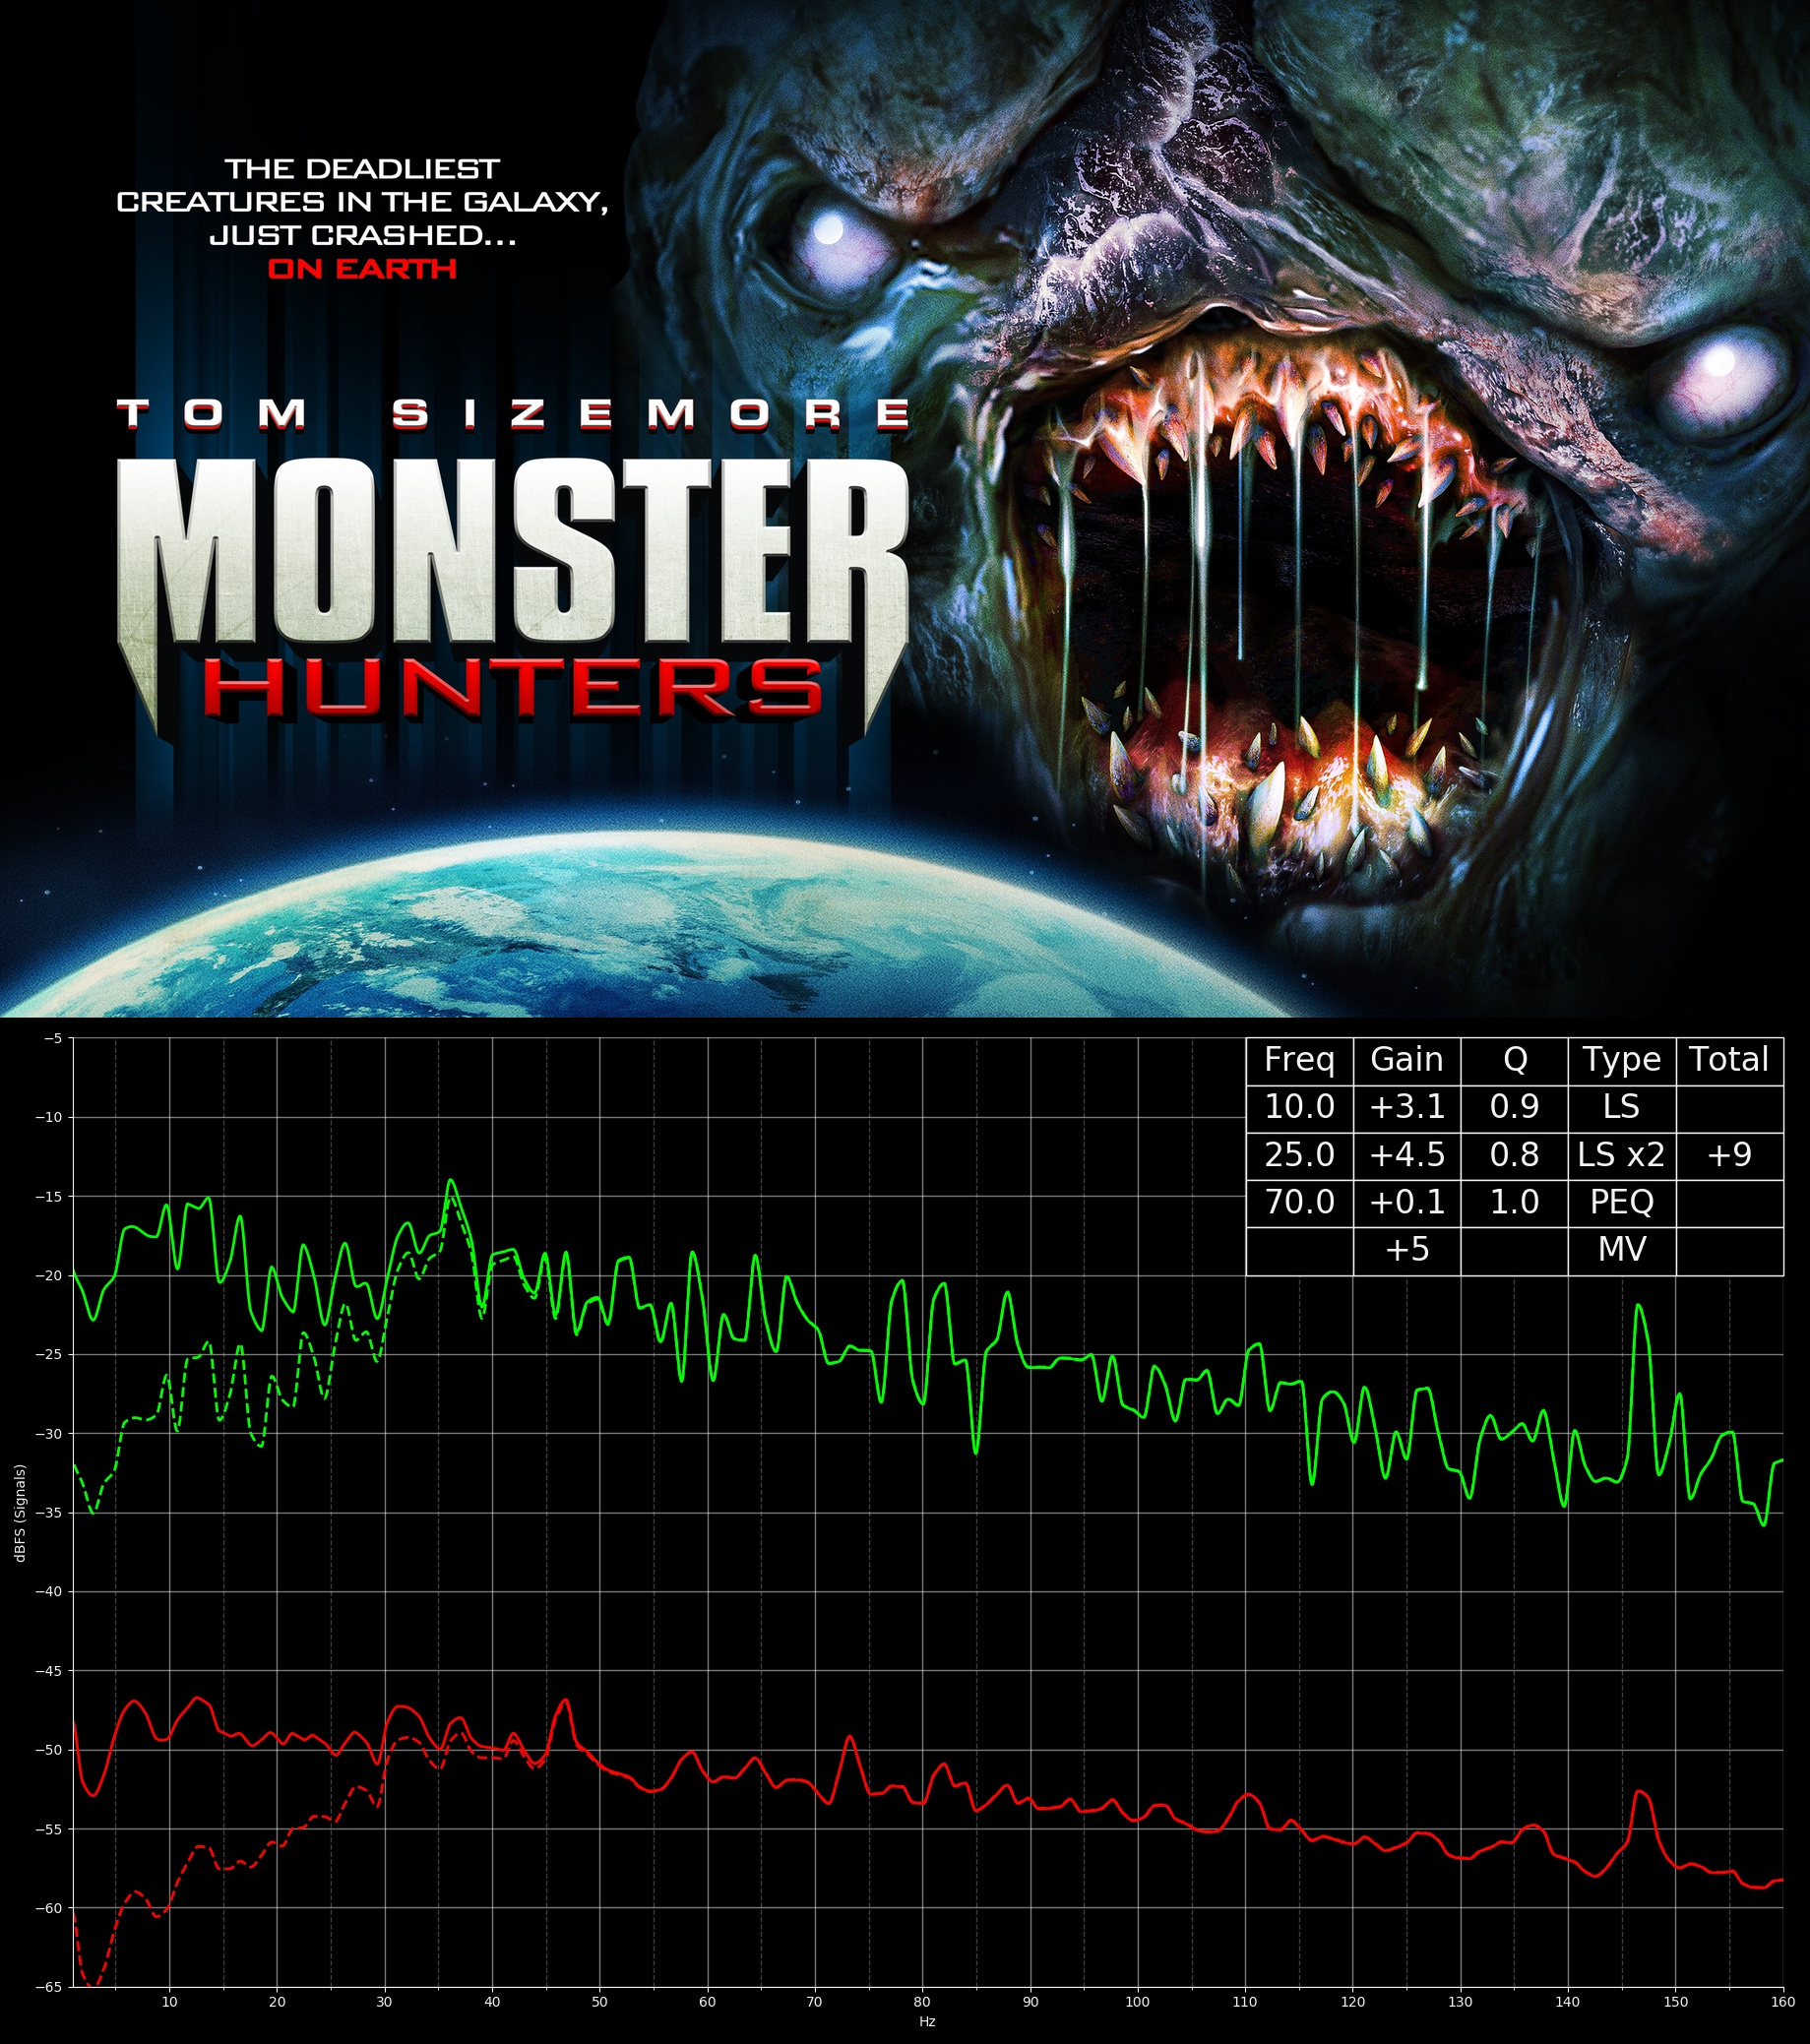 THE DEADLIEST
CREATURES IN THE GALAXY,
JUST CRASHED...
ON EARTH
TOM SIZEMORE
MONSTER
HUNTERS
Freq Gain Q Type Total
10.0 +3.1 0.9 LS
25.0 +4.5 0.8 LS x2 +9
70.0 +0.1 1.0 PEQ
+5 MV
−5
−10
−15
−20
−25
−30
−35
−40
−45
−50
−55
−60
−65
dBFS (Signals)
10 20 30 40 50 60 70 80 90 100 110 120 130 140 150 160
Hz